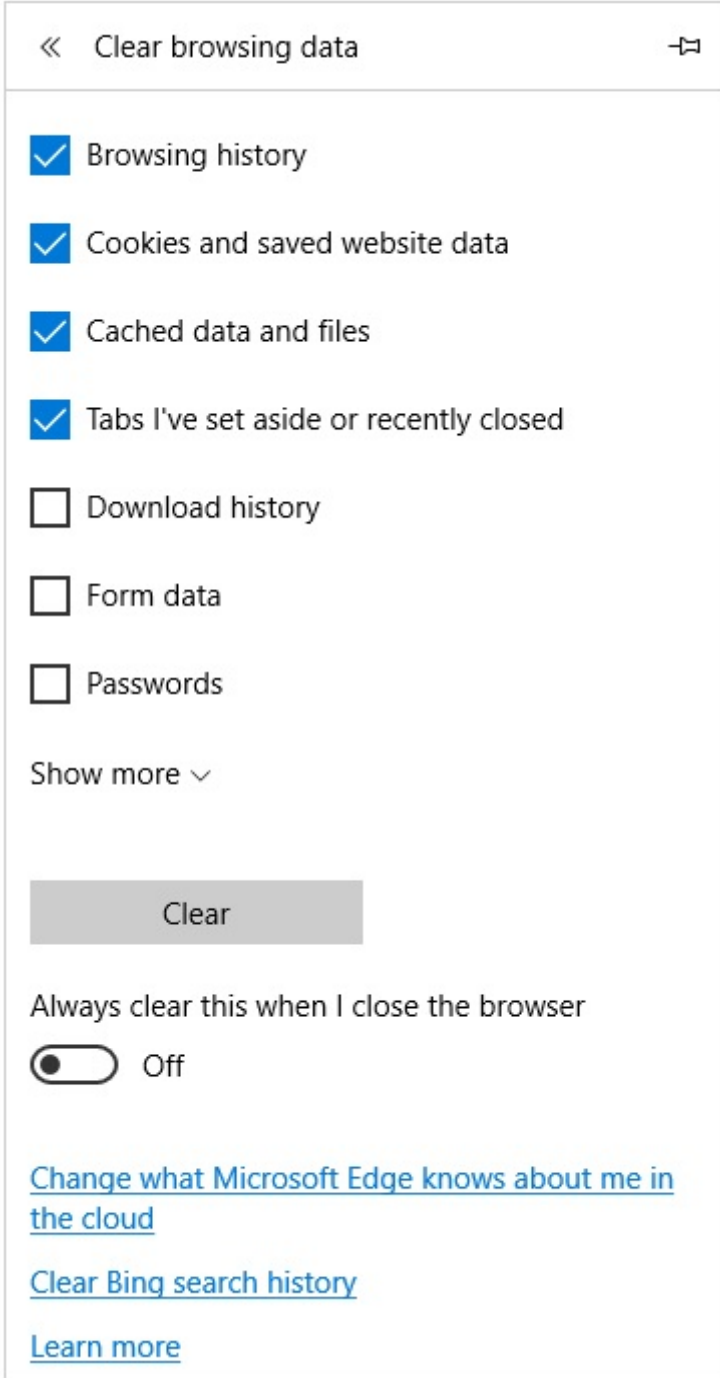 Clear browsing data
Browsing history
Cookies and saved website data
Cached data and files
Tabs I've set aside or recently closed
Download history
Form data
Passwords
Show more
Clear
Always clear this when I close the browser
Off
Change what Microsoft Edge knows about me in
the cloud
Clear Bing search history
Learn more